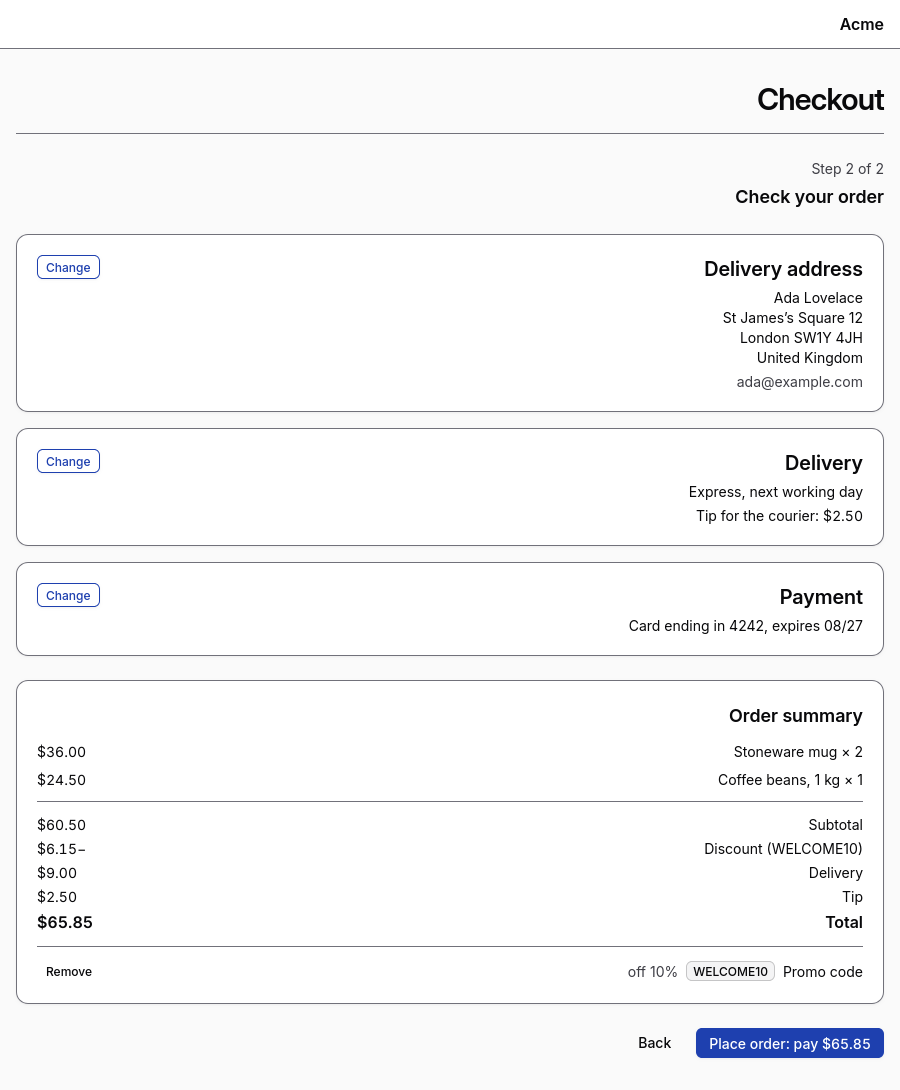 Acme
Checkout
Step 2 of 2
Check your order
Delivery address
Change
Ada Lovelace
St James’s Square 12
London SW1Y 4JH
United Kingdom
ada@example.com
Delivery
Change
Express, next working day
Tip for the courier: $2.50
Payment
Change
Card ending in 4242, expires 08/27
Order summary
Stoneware mug × 2 $36.00
Coffee beans, 1 kg × 1 $24.50
Subtotal $60.50
Discount (WELCOME10) $6.15−
Delivery $9.00
Tip $2.50
Total $65.85
Promo code WELCOME10 off 10% Remove
Place order: pay $65.85
Back